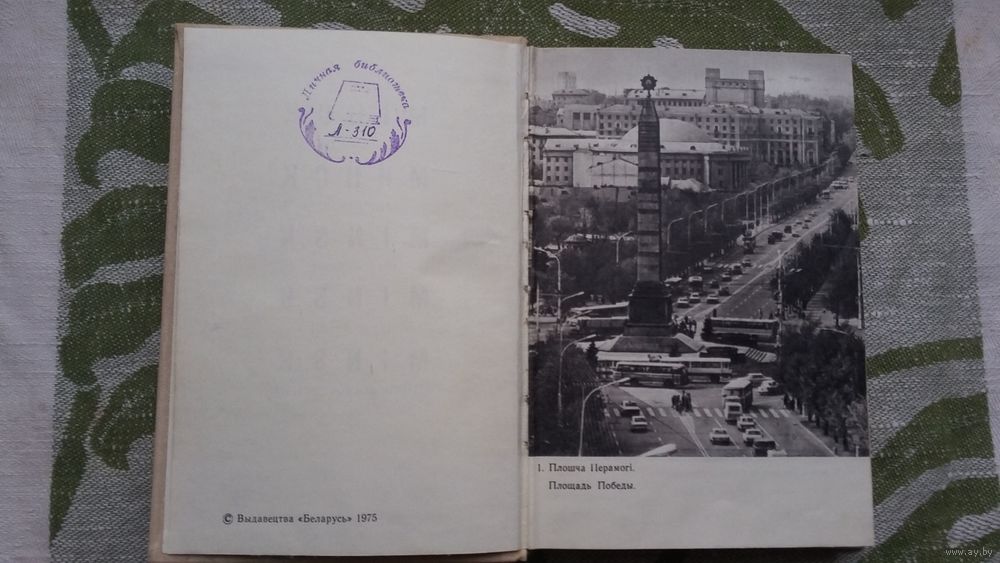 Личная библиотека
Л-310
© Выдавецтва «Беларусь» 1975
1. Плошча Перамогі.
Площадь Победы.
www.ay.by